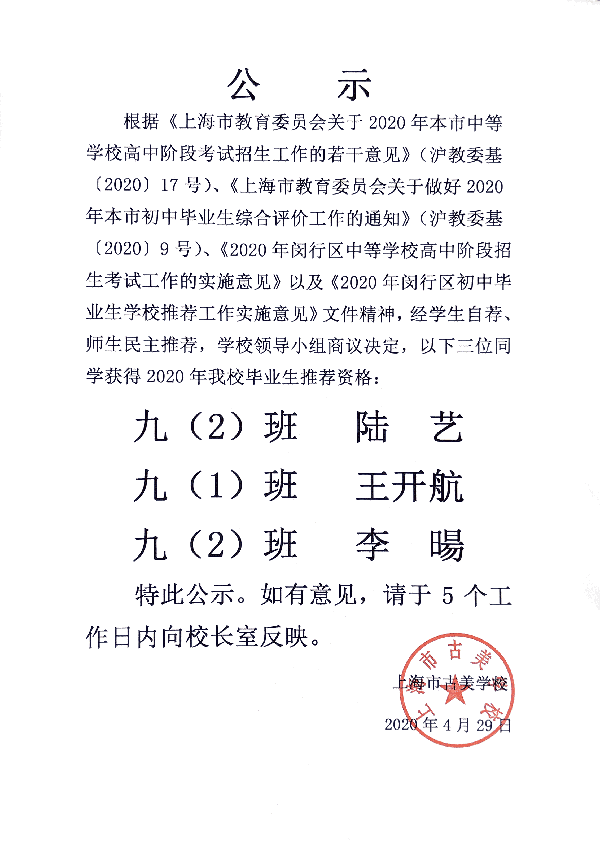 公 示
根据《上海市教育委员会关于 2020 年本市中等
学校高中阶段考试招生工作的若干意见》（沪教委基
〔2020〕17 号）、《上海市教育委员会关于做好 2020
年本市初中毕业生综合评价工作的通知》（沪教委基
〔2020〕9 号）、《2020 年闵行区中等学校高中阶段招
生考试工作的实施意见》以及《2020 年闵行区初中毕
业生学校推荐工作实施意见》文件精神，经学生自荐、
师生民主推荐，学校领导小组商议决定，以下三位同
学获得 2020 年我校毕业生推荐资格：
九（2）班 陆 艺
九（1）班 王开航
九（2）班 李 暘
特此公示。如有意见，请于 5 个工
作日内向校长室反映。
上海市古美学校
2020 年 4 月 29 日
上海市古美学校